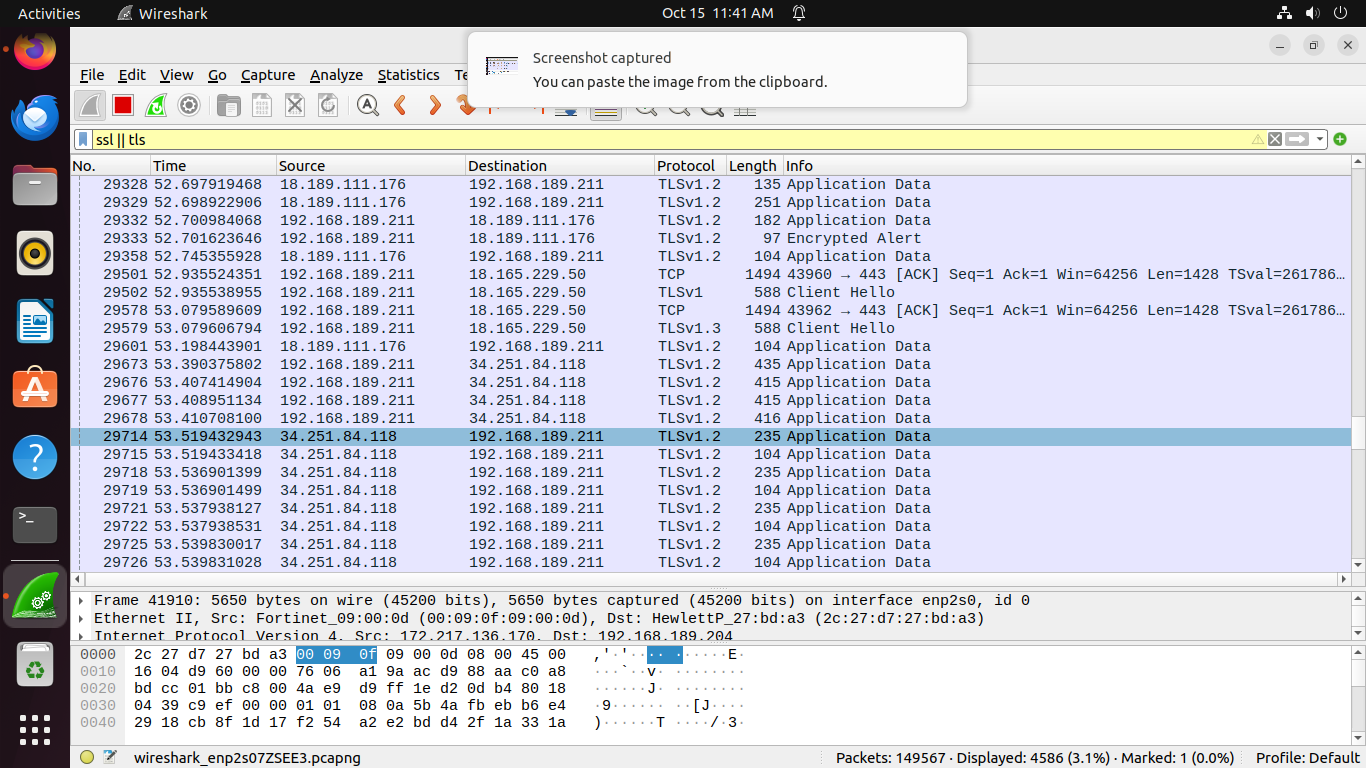 Activities Wireshark Oct 15 11:41 AM
Screenshot captured
You can paste the image from the clipboard.
File Edit View Go Capture Analyze Statistics Te
ssl || tls
No. Time Source Destination Protocol Length Info
29328 52.697919468 18.189.111.176 192.168.189.211 TLSv1.2 135 Application Data
29329 52.698922906 18.189.111.176 192.168.189.211 TLSv1.2 251 Application Data
29332 52.700984068 192.168.189.211 18.189.111.176 TLSv1.2 182 Application Data
29333 52.701623646 192.168.189.211 18.189.111.176 TLSv1.2 97 Encrypted Alert
29358 52.745355928 18.189.111.176 192.168.189.211 TLSv1.2 104 Application Data
29501 52.935524351 192.168.189.211 18.165.229.50 TCP 1494 43960 → 443 [ACK] Seq=1 Ack=1 Win=64256 Len=1428 TSval=261786…
29502 52.935538955 192.168.189.211 18.165.229.50 TLSv1 588 Client Hello
29578 53.079589609 192.168.189.211 18.165.229.50 TCP 1494 43962 → 443 [ACK] Seq=1 Ack=1 Win=64256 Len=1428 TSval=261786…
29579 53.079606794 192.168.189.211 18.165.229.50 TLSv1.3 588 Client Hello
29601 53.198443901 18.189.111.176 192.168.189.211 TLSv1.2 104 Application Data
29673 53.390375802 192.168.189.211 34.251.84.118 TLSv1.2 435 Application Data
29676 53.407414904 192.168.189.211 34.251.84.118 TLSv1.2 415 Application Data
29677 53.408951134 192.168.189.211 34.251.84.118 TLSv1.2 415 Application Data
29678 53.410708100 192.168.189.211 34.251.84.118 TLSv1.2 416 Application Data
29714 53.519432943 34.251.84.118 192.168.189.211 TLSv1.2 235 Application Data
29715 53.519433418 34.251.84.118 192.168.189.211 TLSv1.2 104 Application Data
29718 53.536901399 34.251.84.118 192.168.189.211 TLSv1.2 235 Application Data
29719 53.536901499 34.251.84.118 192.168.189.211 TLSv1.2 104 Application Data
29721 53.537938127 34.251.84.118 192.168.189.211 TLSv1.2 235 Application Data
29722 53.537938531 34.251.84.118 192.168.189.211 TLSv1.2 104 Application Data
29725 53.539830017 34.251.84.118 192.168.189.211 TLSv1.2 235 Application Data
29726 53.539831028 34.251.84.118 192.168.189.211 TLSv1.2 104 Application Data
Frame 41910: 5650 bytes on wire (45200 bits), 5650 bytes captured (45200 bits) on interface enp2s0, id 0
Ethernet II, Src: Fortinet_09:00:0d (00:09:0f:09:00:0d), Dst: HewlettP_27:bd:a3 (2c:27:d7:27:bd:a3)
Internet Protocol Version 4, Src: 172.217.136.170, Dst: 192.168.189.204
0000 2c 27 d7 27 bd a3 00 09 0f 09 00 0d 08 00 45 00 ,'·'·· ·· ······E·
0010 16 04 d9 60 00 00 76 06 a1 9a ac d9 88 aa c0 a8 ···`··v· ········
0020 bd cc 01 bb c8 00 4a e9 d9 ff 1e d2 0d b4 80 18 ······J· ········
0030 04 39 c9 ef 00 00 01 01 08 0a 5b 4a fb eb b6 e4 ·9······ ··[J····
0040 29 18 cb 8f 1d 17 f2 54 a2 e2 bd d4 2f 1a 33 1a )······T ····/·3·
wireshark_enp2s07ZSEE3.pcapng Packets: 149567 · Displayed: 4586 (3.1%) · Marked: 1 (0.0%) Profile: Default